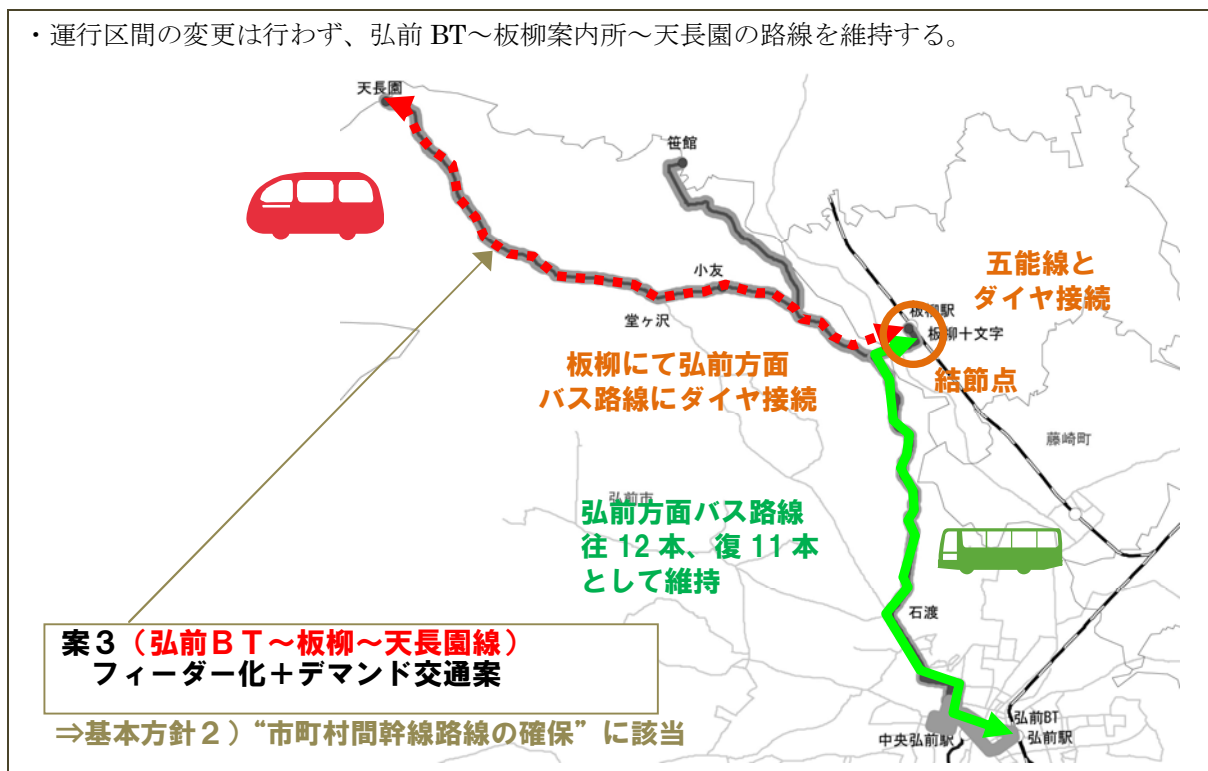 ・運行区間の変更は行わず、弘前 BT～板柳案内所～天長園の路線を維持する。
天長園
笹館
五能線と
ダイヤ接続
小友
板柳駅
堂ヶ沢
板柳十文字
板柳にて弘前方面
バス路線にダイヤ接続
結節点
藤崎町
弘前市
弘前方面バス路線
往 12 本、復 11 本
として維持
石渡
案３（弘前ＢＴ～板柳～天長園線）
フィーダー化＋デマンド交通案
⇒基本方針２）“市町村間幹線路線の確保”に該当
弘前BT
中央弘前駅
弘前駅